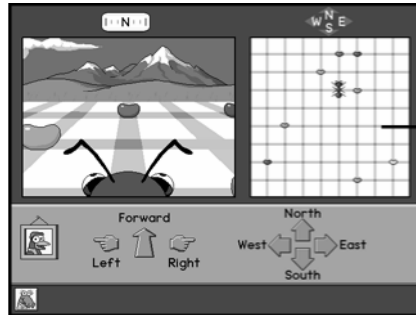 N
N
W E
S
Forward
Left
Right
North
West
East
South